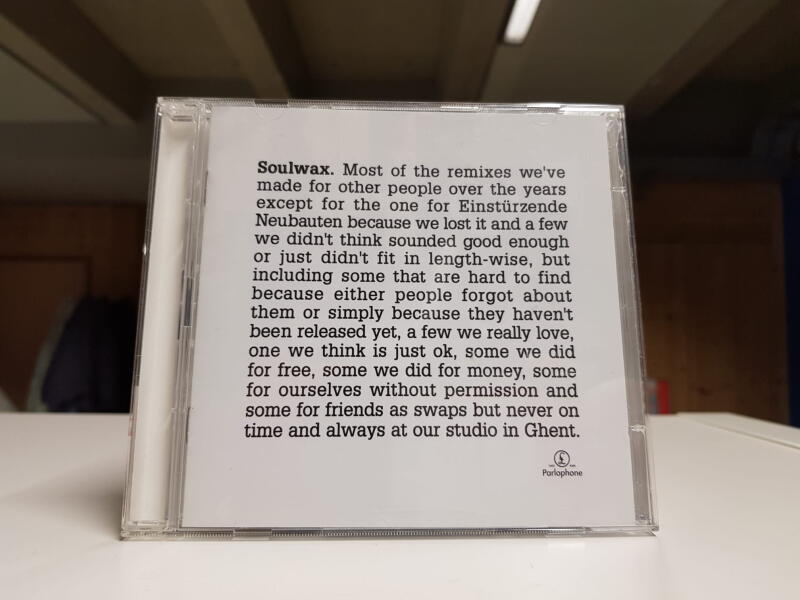 Soulwax. Most of the remixes we've
made for other people over the years
except for the one for Einstürzende
Neubauten because we lost it and a few
we didn't think sounded good enough
or just didn't fit in length-wise, but
including some that are hard to find
because either people forgot about
them or simply because they haven't
been released yet, a few we really love,
one we think is just ok, some we did
for free, some we did for money, some
for ourselves without permission and
some for friends as swaps but never on
time and always at our studio in Ghent.
Parlophone